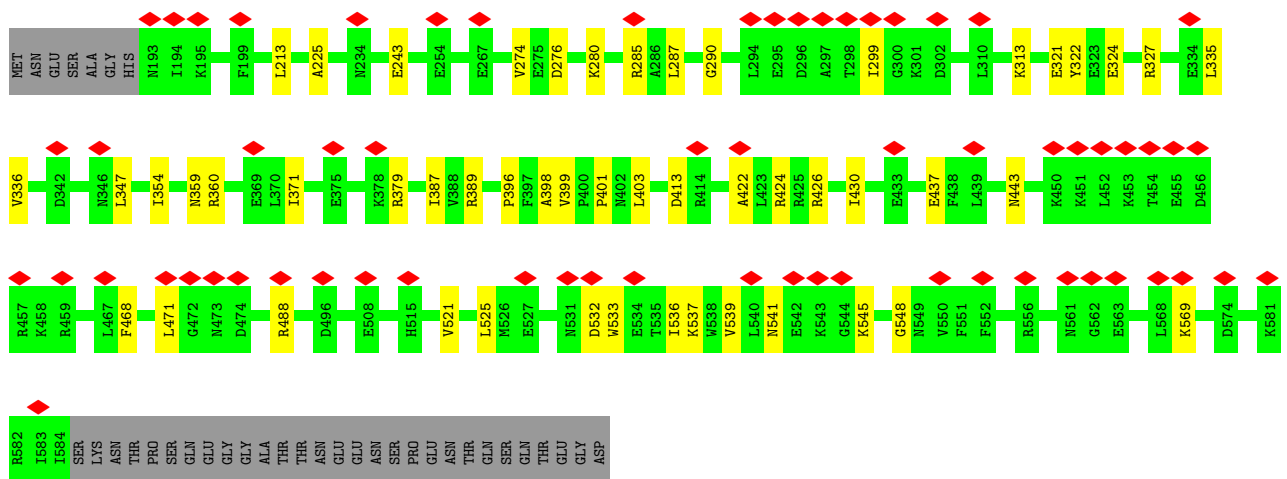 MET ASN GLU SER ALA GLY HIS N193 I194 K195 F199 L213 A225 N234 E243 E254 E267 V274 E275 D276 K280 R285 A286 L287 G290 L294 E295 D296 A297 T298 I299 G300 K301 D302 L310 K313 E321 Y322 E323 E324 R327 E334 L335
V336 D342 N346 L347 I354 N359 R360 E369 L370 I371 E375 K378 R379 I387 V388 R389 P396 F397 A398 V399 P400 P401 N402 L403 D413 R414 A422 L423 R424 R425 R426 I430 E433 E437 F438 L439 N443 K450 K451 L452 K453 T454 E455 D456
R457 K458 R459 L467 F468 L471 G472 N473 D474 R488 D496 E508 H515 V521 L525 M526 E527 N531 D532 W533 E534 T535 I536 K537 W538 V539 L540 N541 E542 K543 G544 K545 G548 N549 V550 F551 F552 R556 N561 G562 E563 L568 K569 D574 K581
R582 I583 I584 SER LYS ASN THR PRO SER GLN GLU GLY GLY ALA THR THR ASN GLU GLU ASN SER PRO GLU ASN THR GLN SER GLN THR GLU GLY ASP